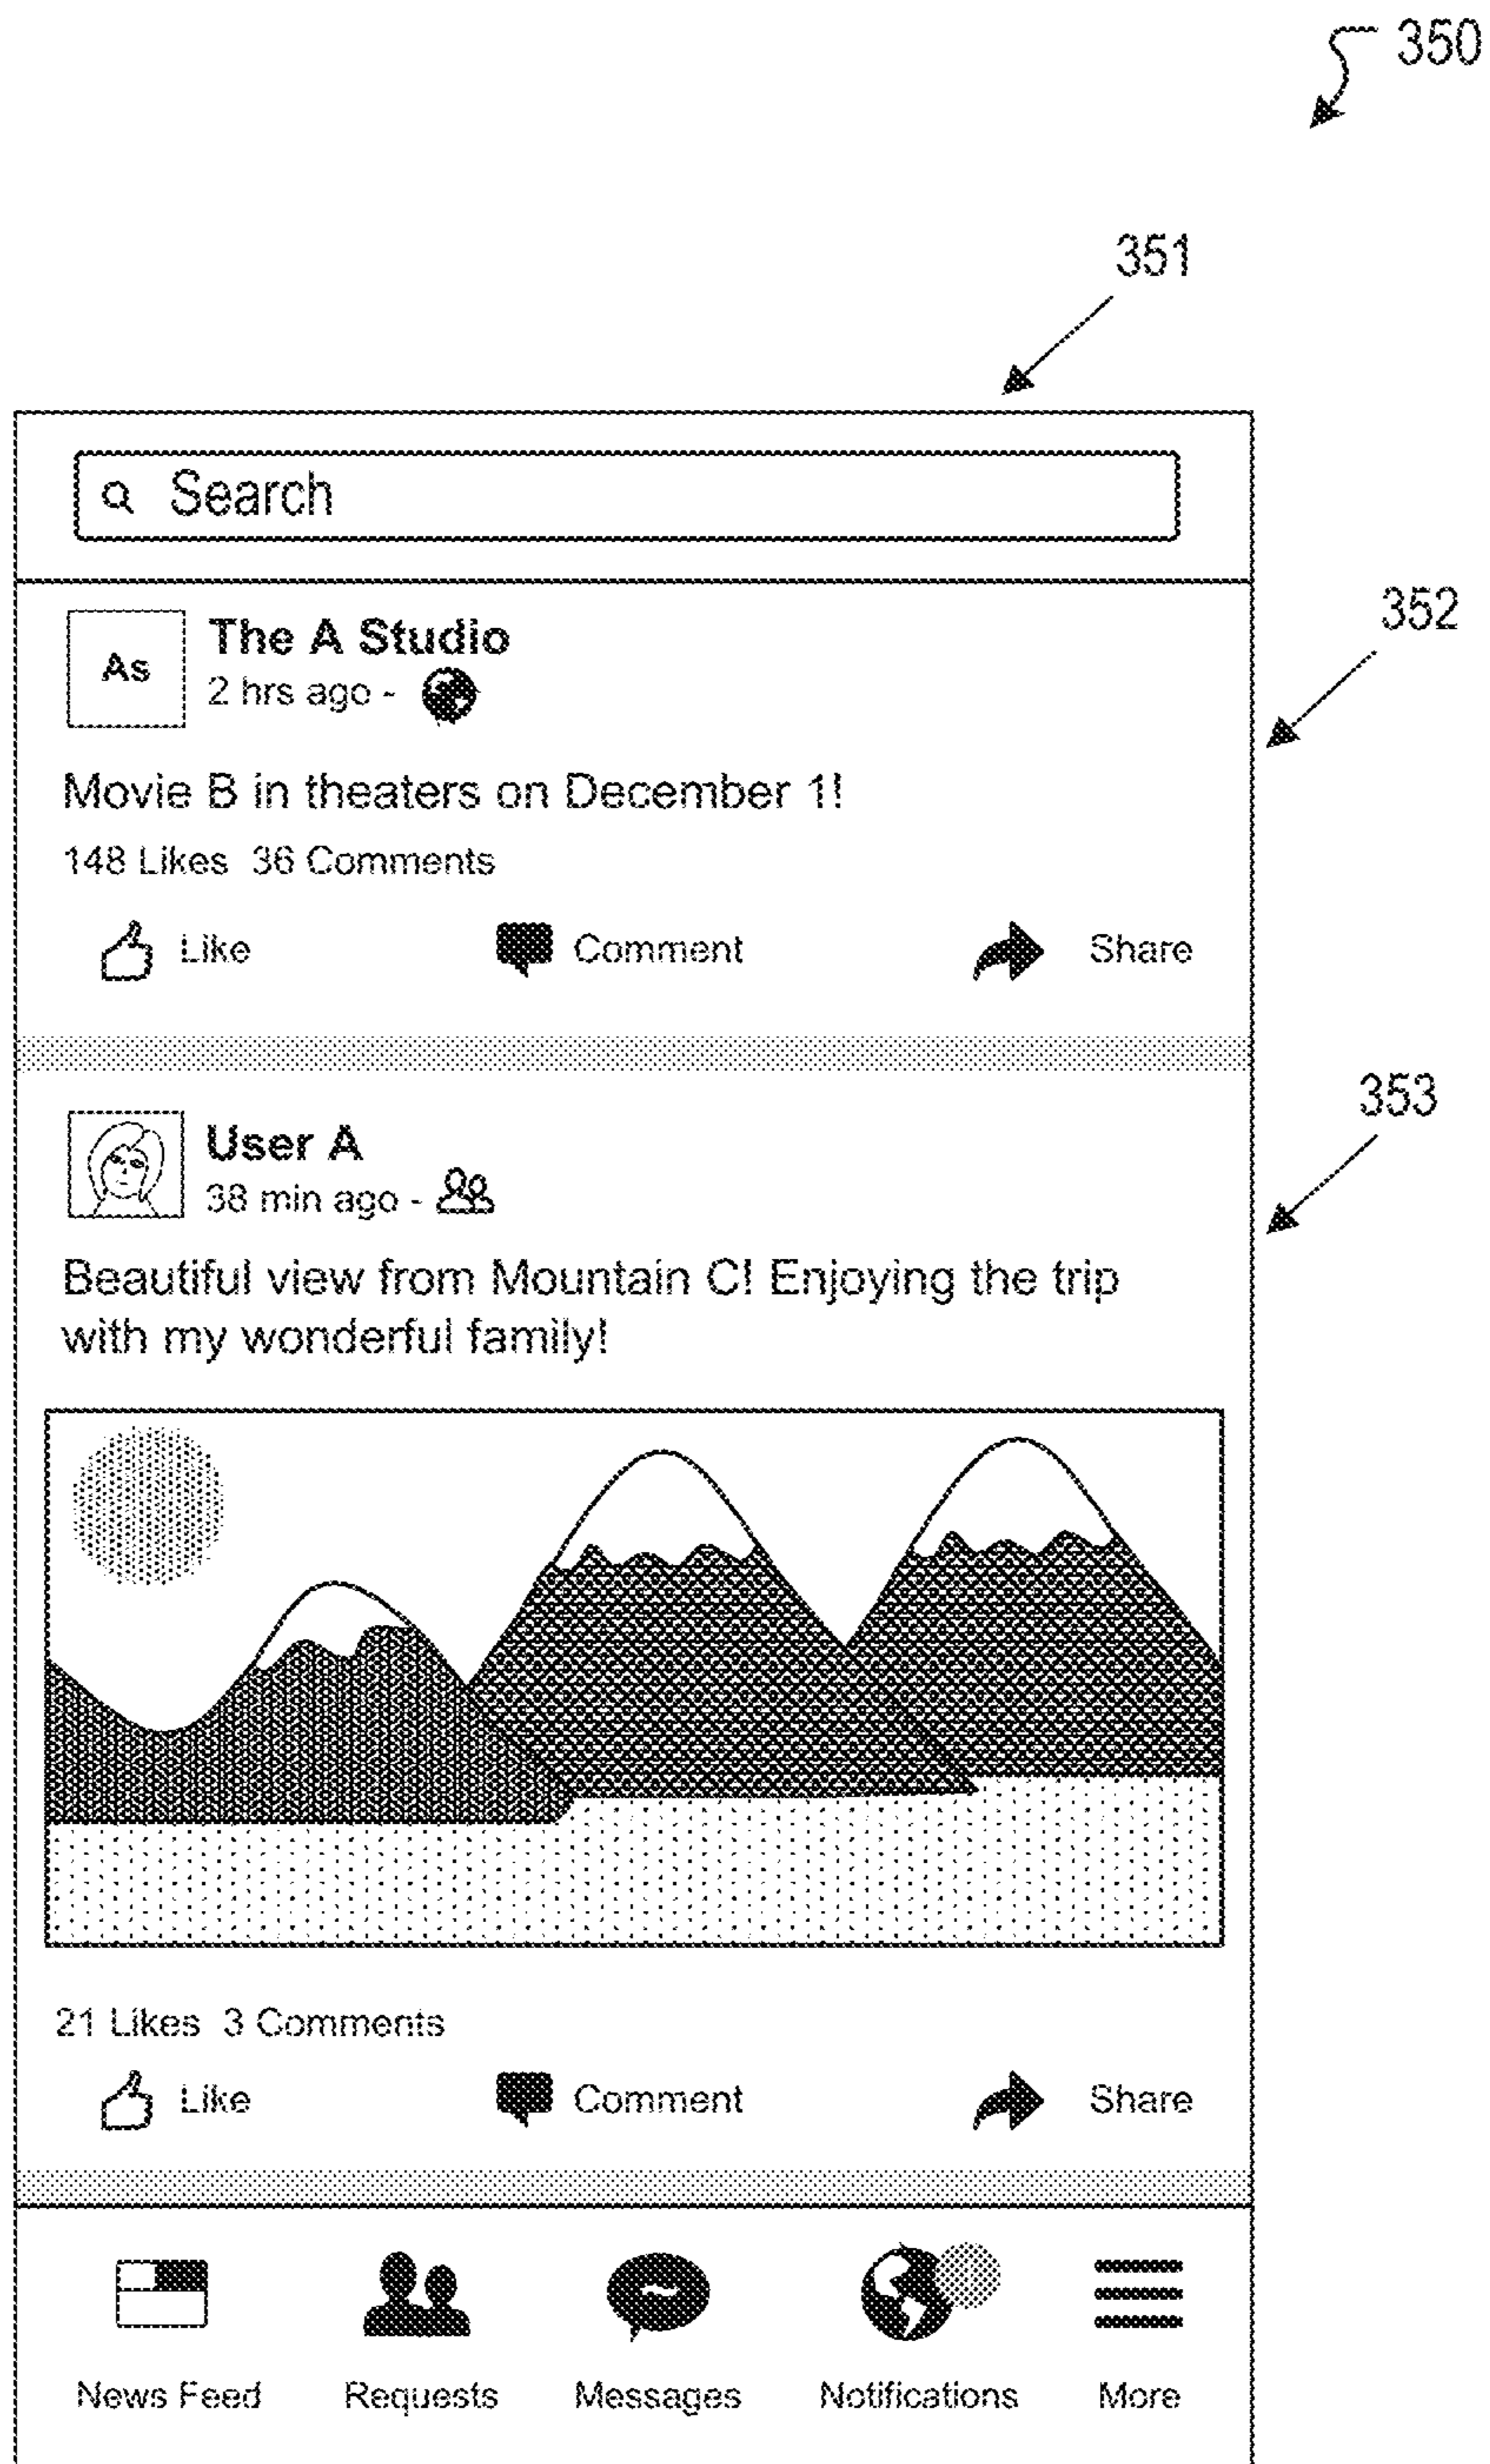 350
351
Search
352
As
The A Studio
2 hrs ago -
Movie B in theaters on December 1!
148 Likes 36 Comments
Like Comment Share
353
User A
38 min ago -
Beautiful view from Mountain C! Enjoying the trip
with my wonderful family!
21 Likes 3 Comments
Like Comment Share
News Feed Requests Messages Notifications More